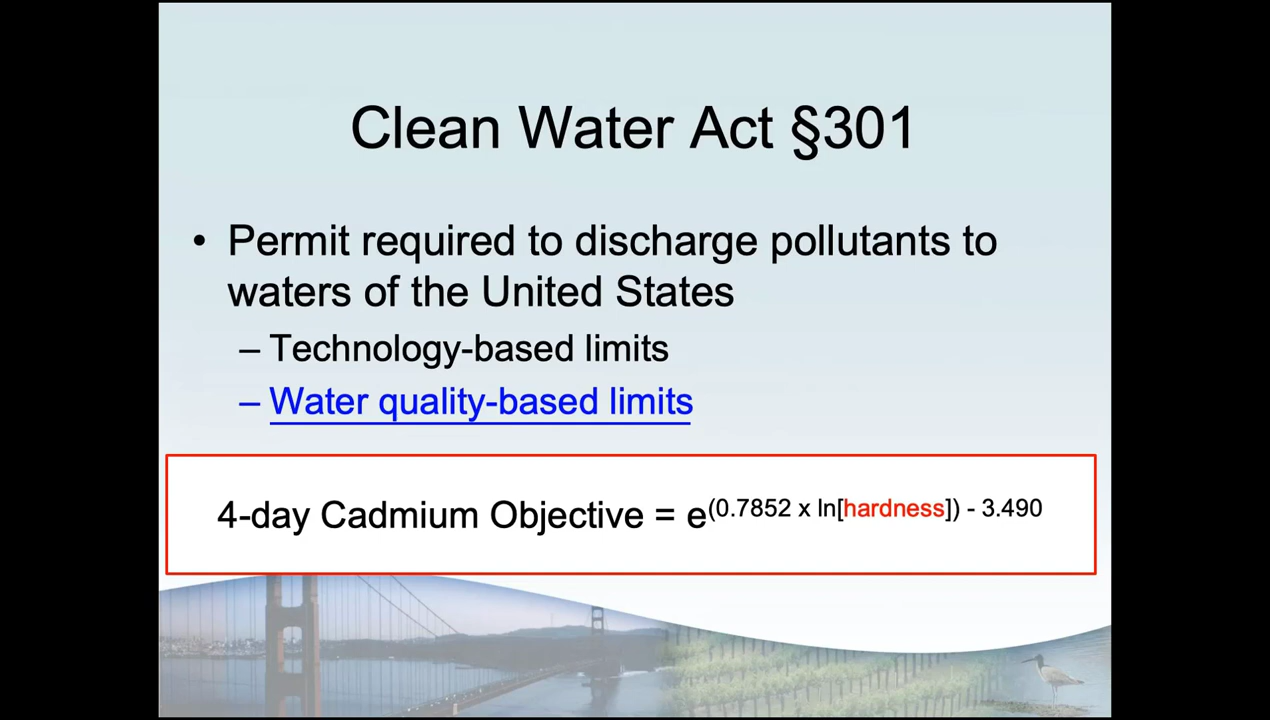 Clean Water Act §301
• Permit required to discharge pollutants to
waters of the United States
– Technology-based limits
– Water quality-based limits
4-day Cadmium Objective = e(0.7852 x ln[hardness]) - 3.490